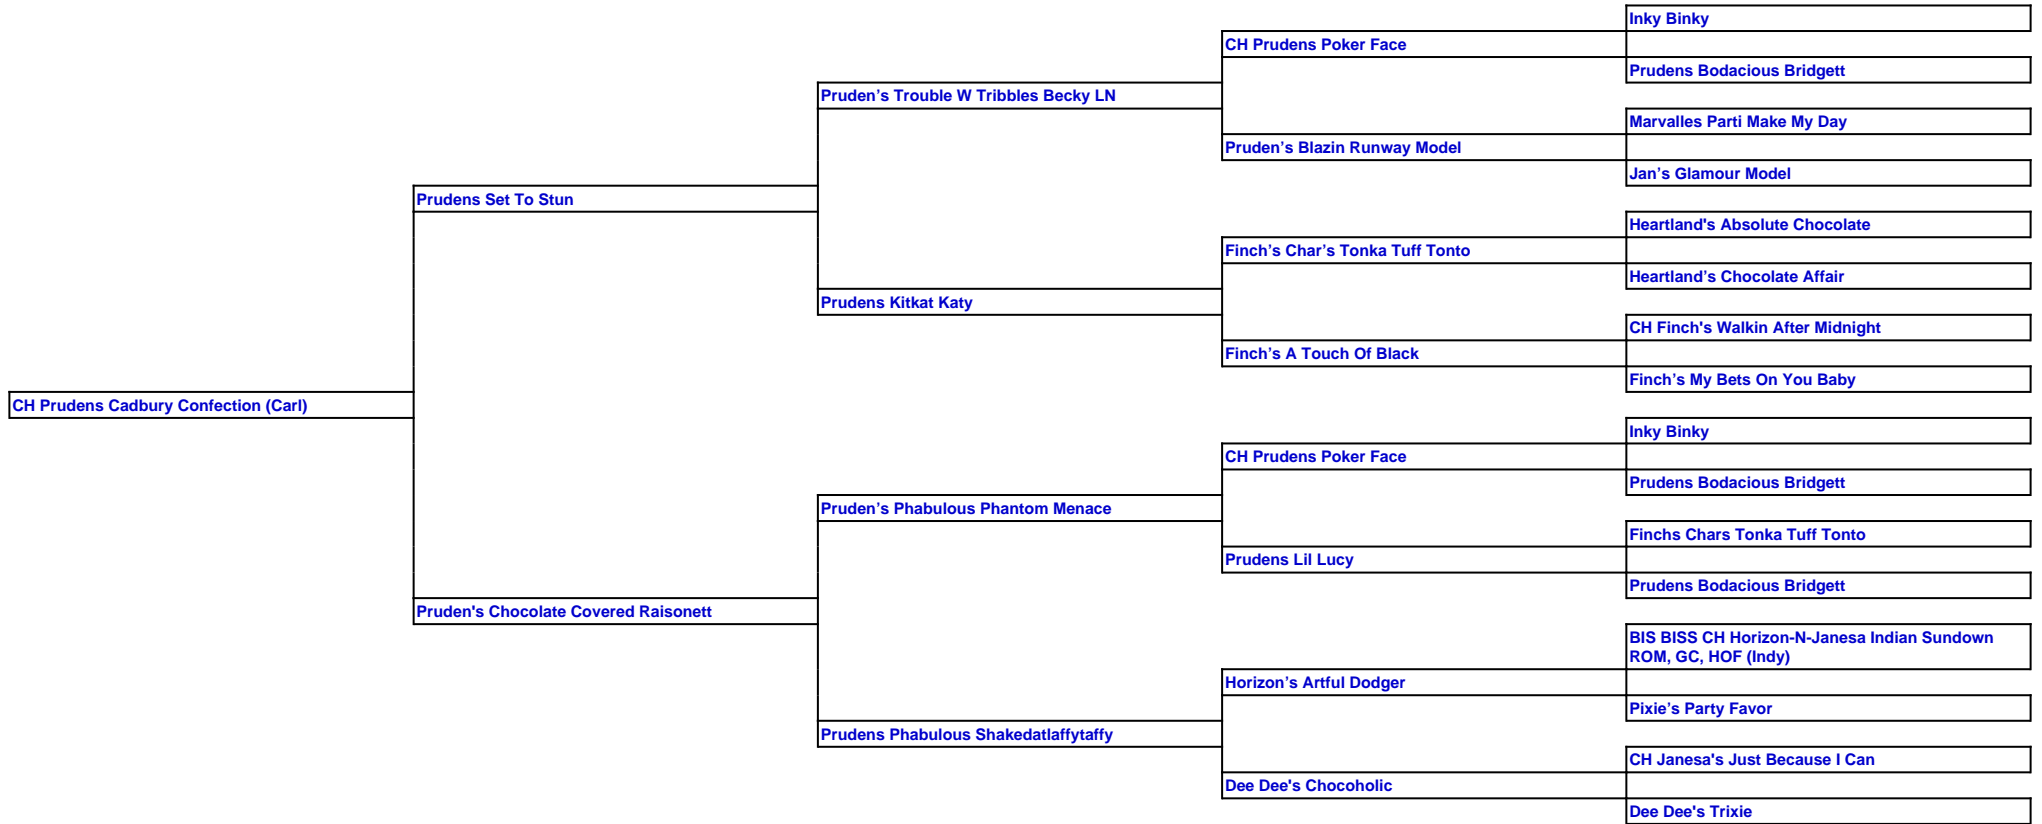 Inky Binky
CH Prudens Poker Face
Prudens Bodacious Bridgett
Pruden’s Trouble W Tribbles Becky LN
Marvalles Parti Make My Day
Pruden’s Blazin Runway Model
Jan’s Glamour Model
Prudens Set To Stun
Heartland's Absolute Chocolate
Finch’s Char’s Tonka Tuff Tonto
Heartland’s Chocolate Affair
Prudens Kitkat Katy
CH Finch's Walkin After Midnight
Finch’s A Touch Of Black
Finch’s My Bets On You Baby
CH Prudens Cadbury Confection (Carl)
Inky Binky
CH Prudens Poker Face
Prudens Bodacious Bridgett
Pruden’s Phabulous Phantom Menace
Finchs Chars Tonka Tuff Tonto
Prudens Lil Lucy
Prudens Bodacious Bridgett
Pruden's Chocolate Covered Raisonett
BIS BISS CH Horizon-N-Janesa Indian Sundown
ROM, GC, HOF (Indy)
Horizon’s Artful Dodger
Pixie’s Party Favor
Prudens Phabulous Shakedatlaffytaffy
CH Janesa's Just Because I Can
Dee Dee's Chocoholic
Dee Dee's Trixie